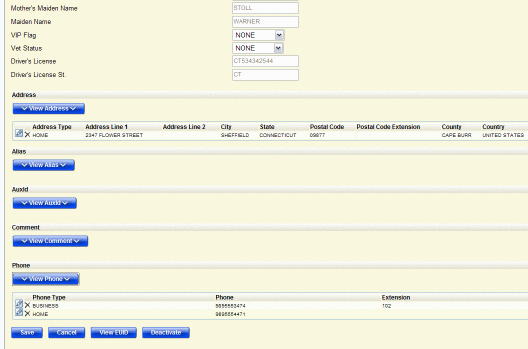 Mother's Maiden Name STOLL
Maiden Name WARNER
VIP Flag NONE
Vet Status NONE
Driver's License CT534342544
Driver's License St. CT
Address
View Address
Address Type Address Line 1 Address Line 2 City State Postal Code Postal Code Extension County Country
HOME 2347 FLOWER STREET SHEFFIELD CONNECTICUT 09877 CAPE BURR UNITED STATES
Alias
View Alias
AuxId
View AuxId
Comment
View Comment
Phone
View Phone
Phone Type Phone Extension
BUSINESS 102
HOME
Save Cancel View EUID Deactivate